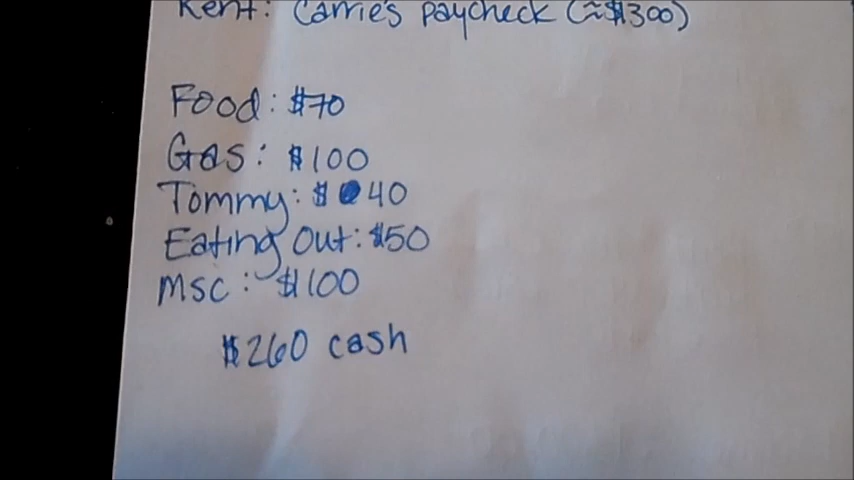 Rent: Carrie's paycheck (≈$300)
Food: $70
Gas: $100
Tommy: $40
Eating Out: $50
msc: $100
$260 cash